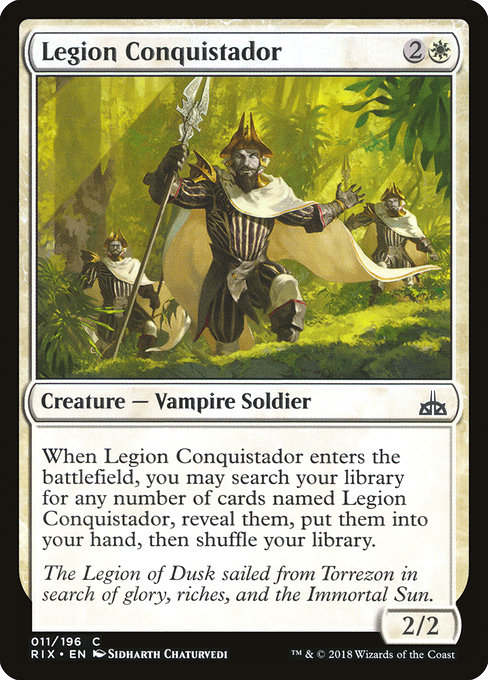 Legion Conquistador 2
Creature — Vampire Soldier
When Legion Conquistador enters the
battlefield, you may search your library
for any number of cards named Legion
Conquistador, reveal them, put them into
your hand, then shuffle your library.
The Legion of Dusk sailed from Torrezon in
search of glory, riches, and the Immortal Sun.
2/2
011/196 C
RIX • EN Sidharth Chaturvedi
™ & © 2018 Wizards of the Coast